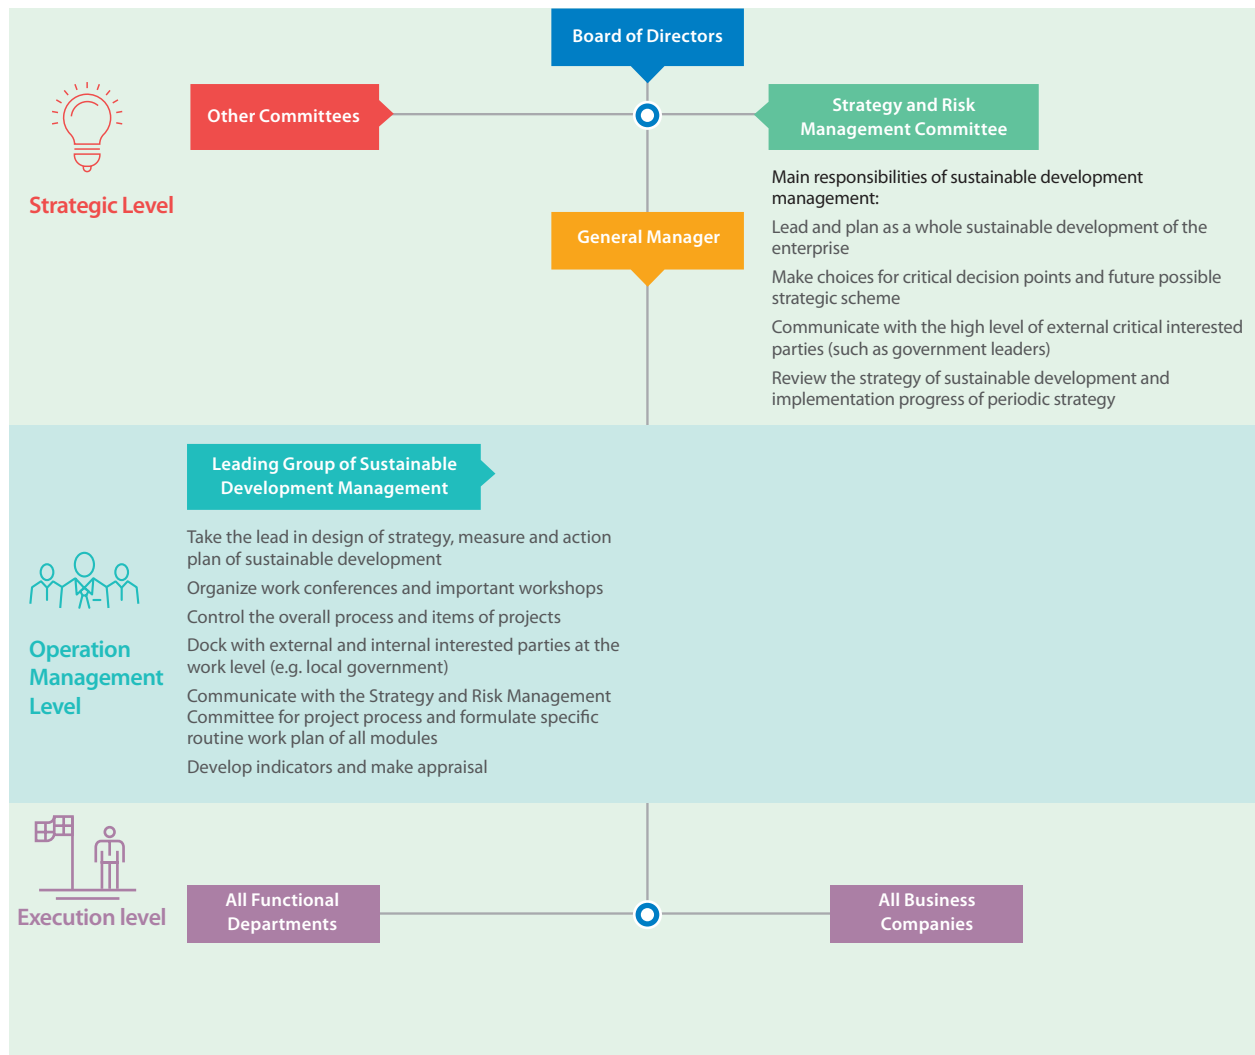 Board of Directors
Other Committees
Strategy and Risk
Management Committee
Strategic Level
General Manager
Main responsibilities of sustainable development
management:
Lead and plan as a whole sustainable development of the
enterprise
Make choices for critical decision points and future possible
strategic scheme
Communicate with the high level of external critical interested
parties (such as government leaders)
Review the strategy of sustainable development and
implementation progress of periodic strategy
Leading Group of Sustainable
Development Management
Operation
Management
Level
Take the lead in design of strategy, measure and action
plan of sustainable development
Organize work conferences and important workshops
Control the overall process and items of projects
Dock with external and internal interested parties at the
work level (e.g. local government)
Communicate with the Strategy and Risk Management
Committee for project process and formulate specific
routine work plan of all modules
Develop indicators and make appraisal
Execution level
All Functional
Departments
All Business
Companies